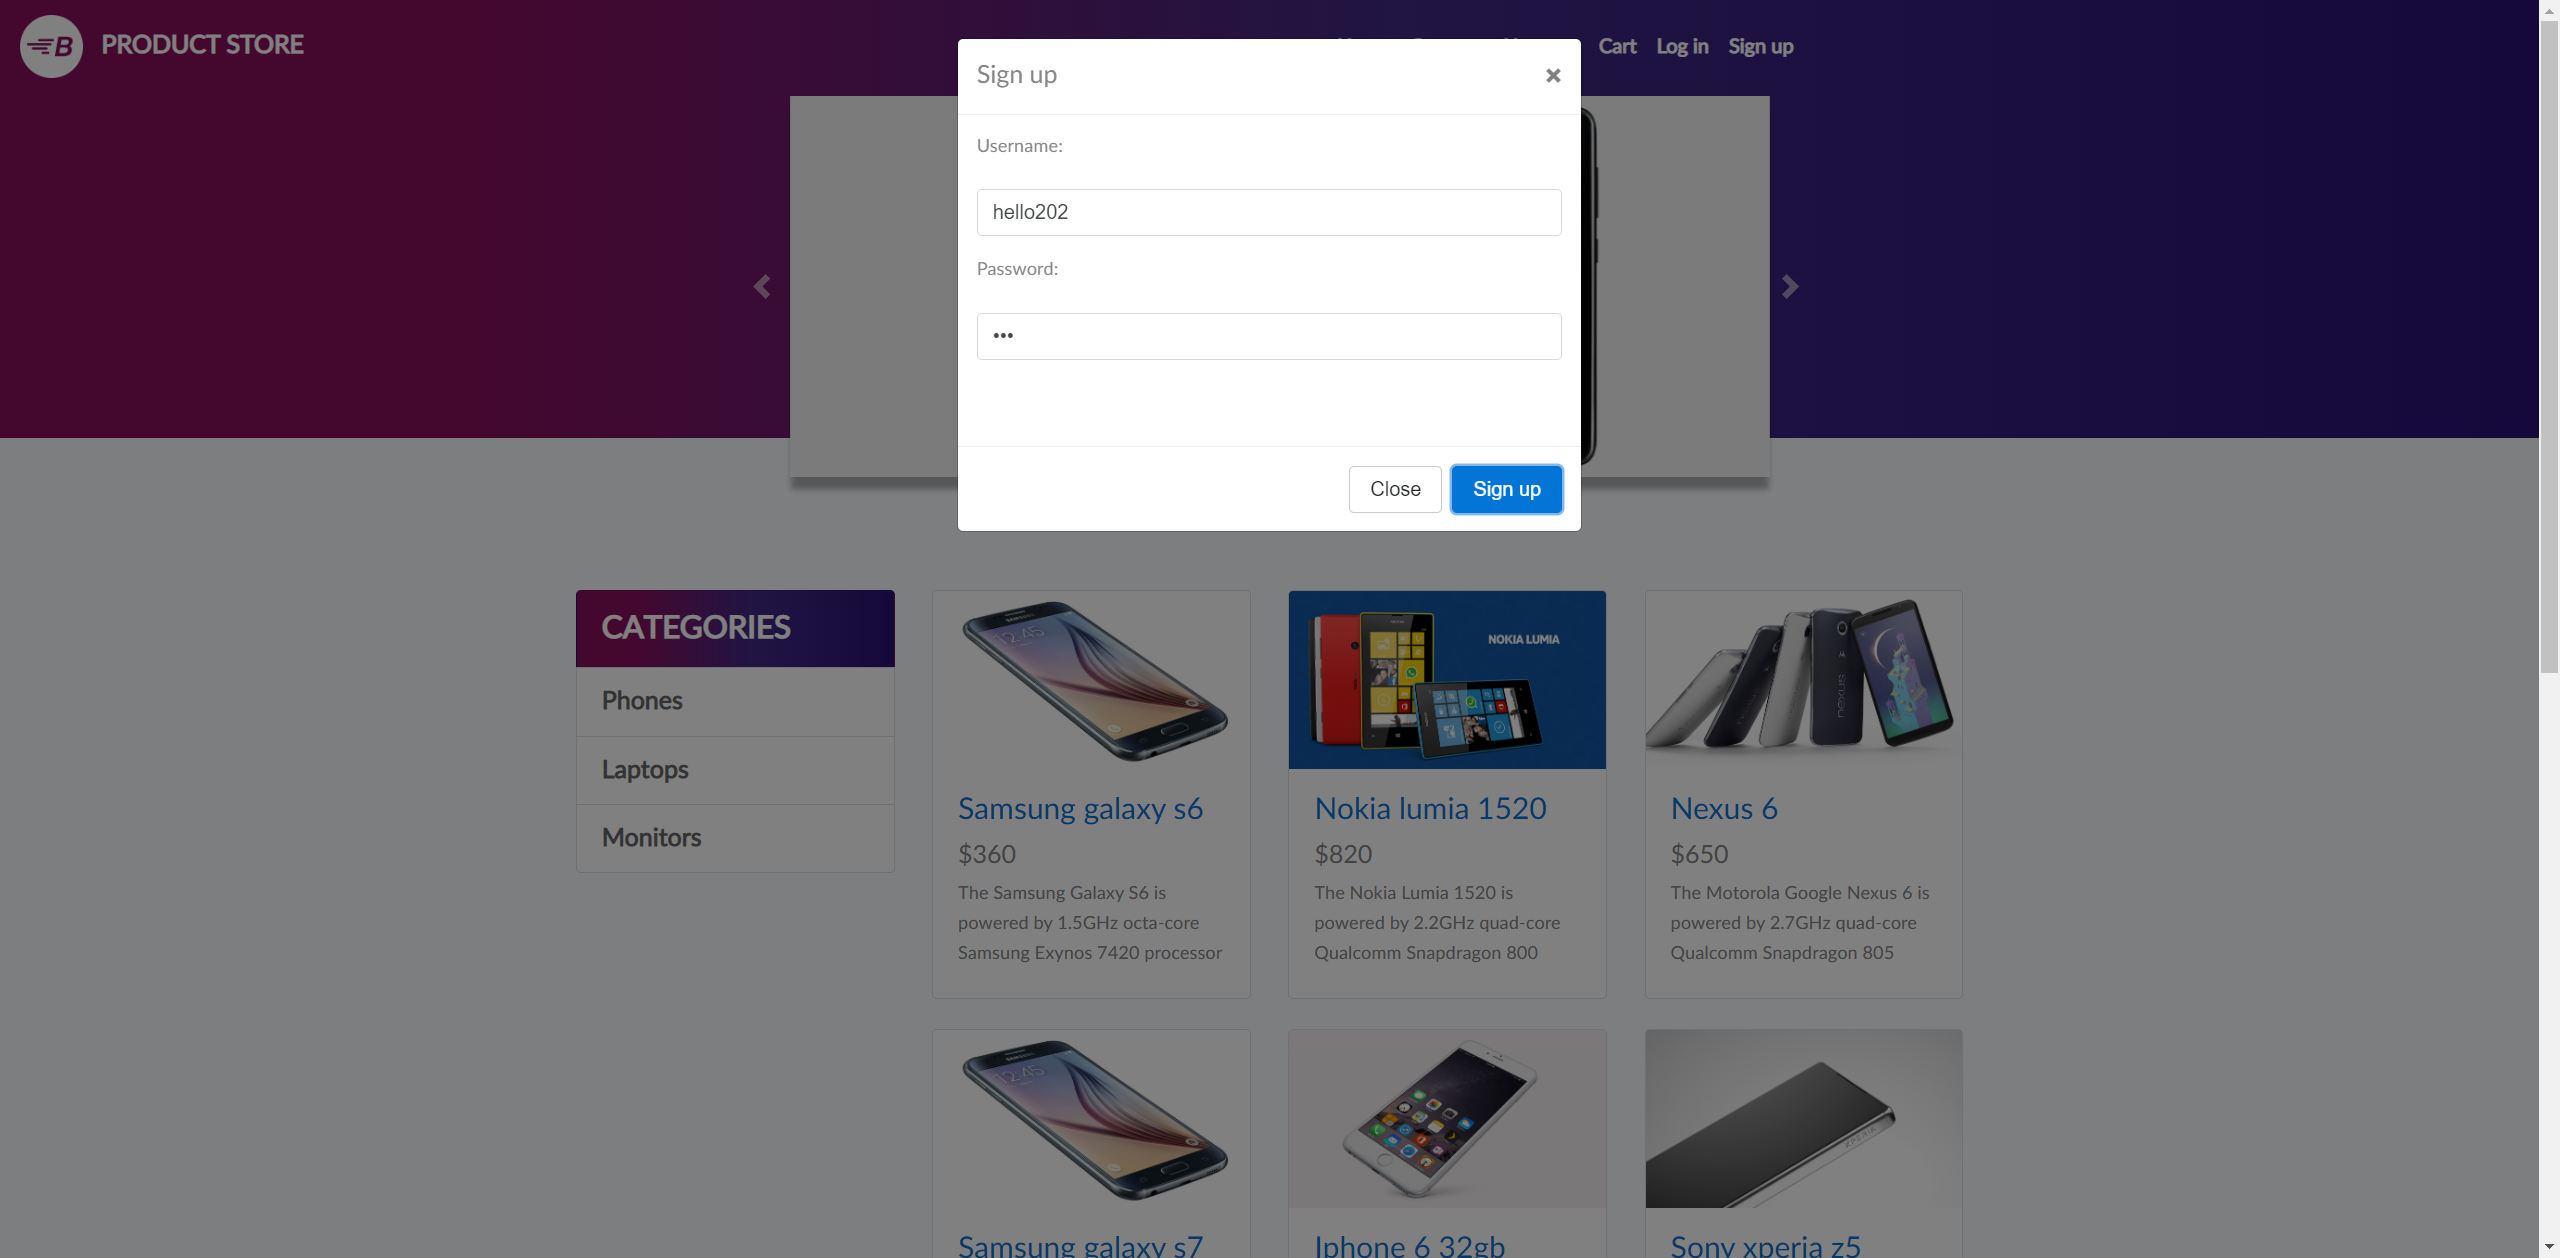 B PRODUCT STORE
Cart Log in Sign up
Sign up ×
Username:
hello202
Password:
•••
Close Sign up
CATEGORIES
Phones
Laptops
Monitors
NOKIA LUMIA
nexus
Samsung galaxy s6
$360
The Samsung Galaxy S6 is
powered by 1.5GHz octa-core
Samsung Exynos 7420 processor
Nokia lumia 1520
$820
The Nokia Lumia 1520 is
powered by 2.2GHz quad-core
Qualcomm Snapdragon 800
Nexus 6
$650
The Motorola Google Nexus 6 is
powered by 2.7GHz quad-core
Qualcomm Snapdragon 805
12:45
XPERIA
Samsung galaxy s7
Iphone 6 32gb
Sony xperia z5